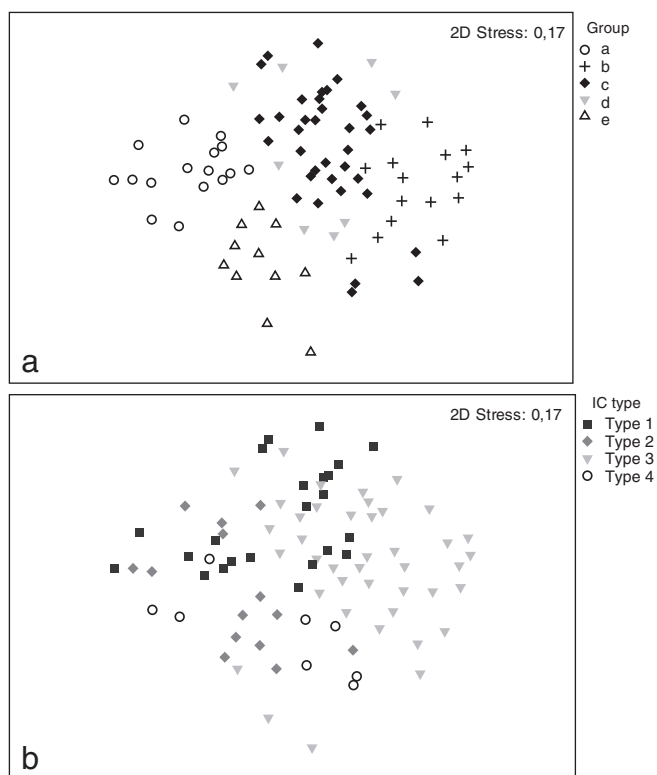 2D Stress: 0,17
Group
a
b
c
d
e
a
2D Stress: 0,17
IC type
Type 1
Type 2
Type 3
Type 4
b